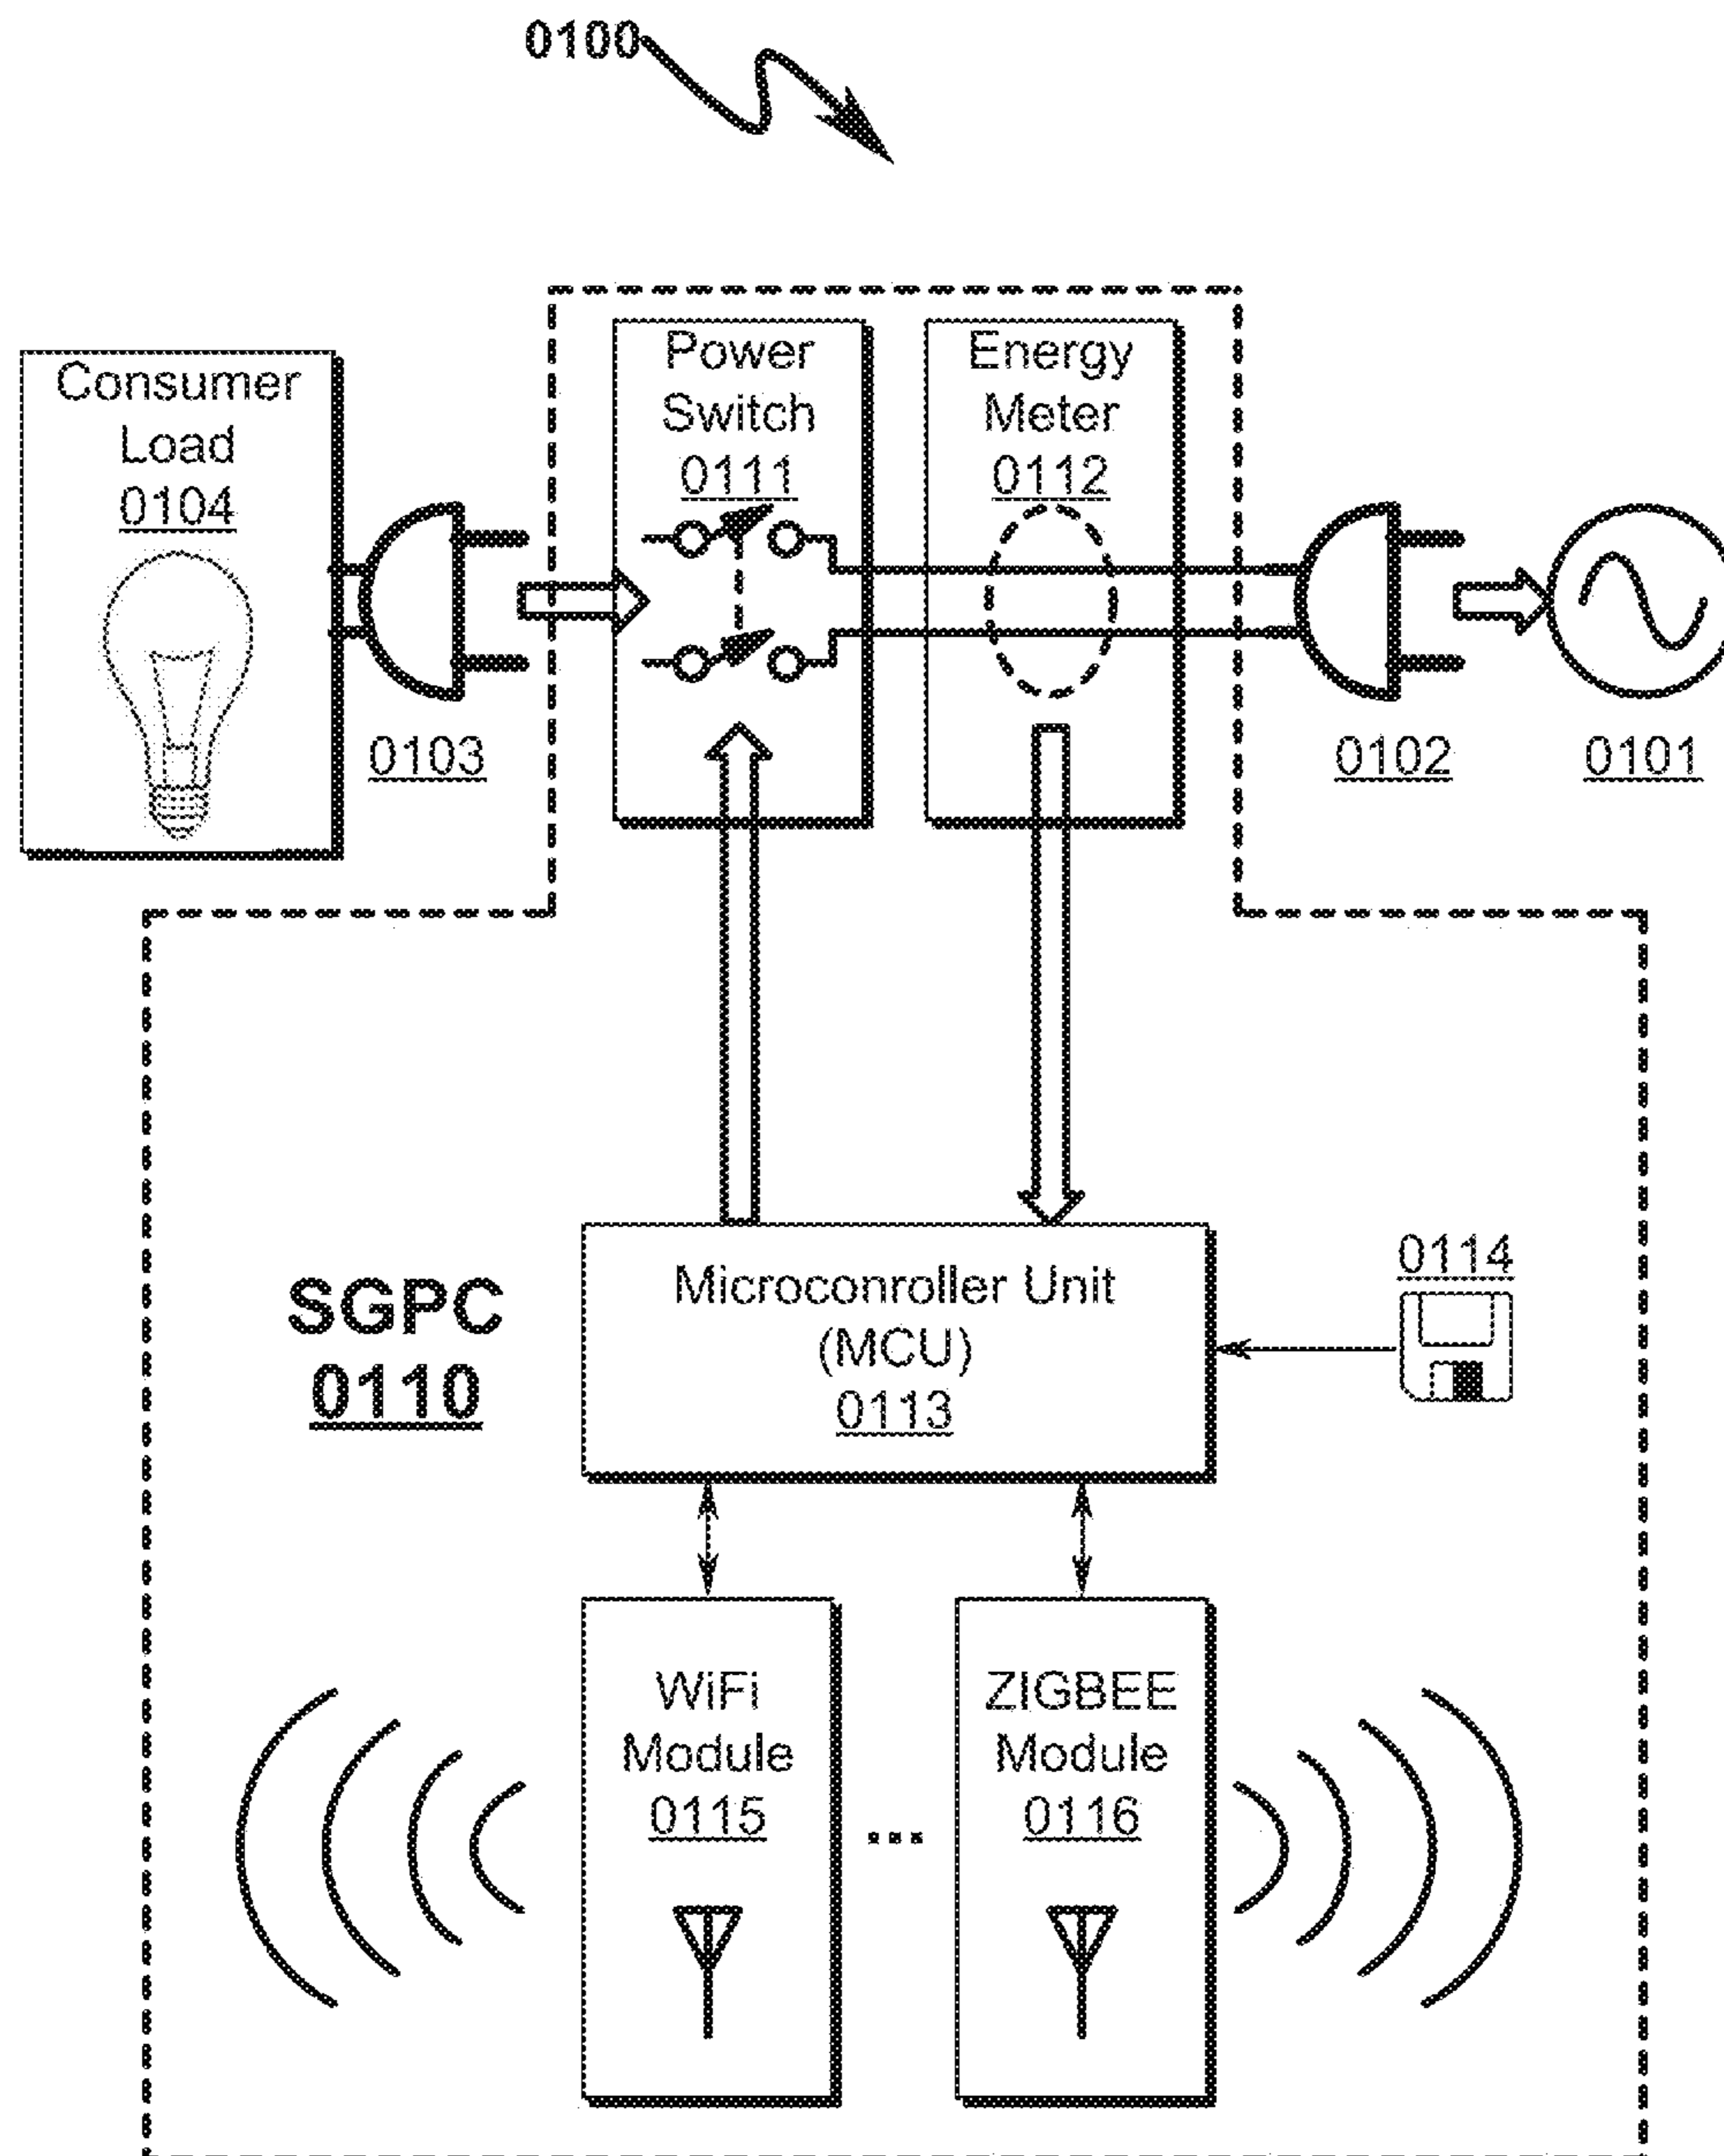 0100
Consumer
Load
0104
Power
Switch
0111
Energy
Meter
0112
0103
0102
0101
SGPC
0110
Microconroller Unit
(MCU)
0113
0114
WiFi
Module
0115
...
ZIGBEE
Module
0116